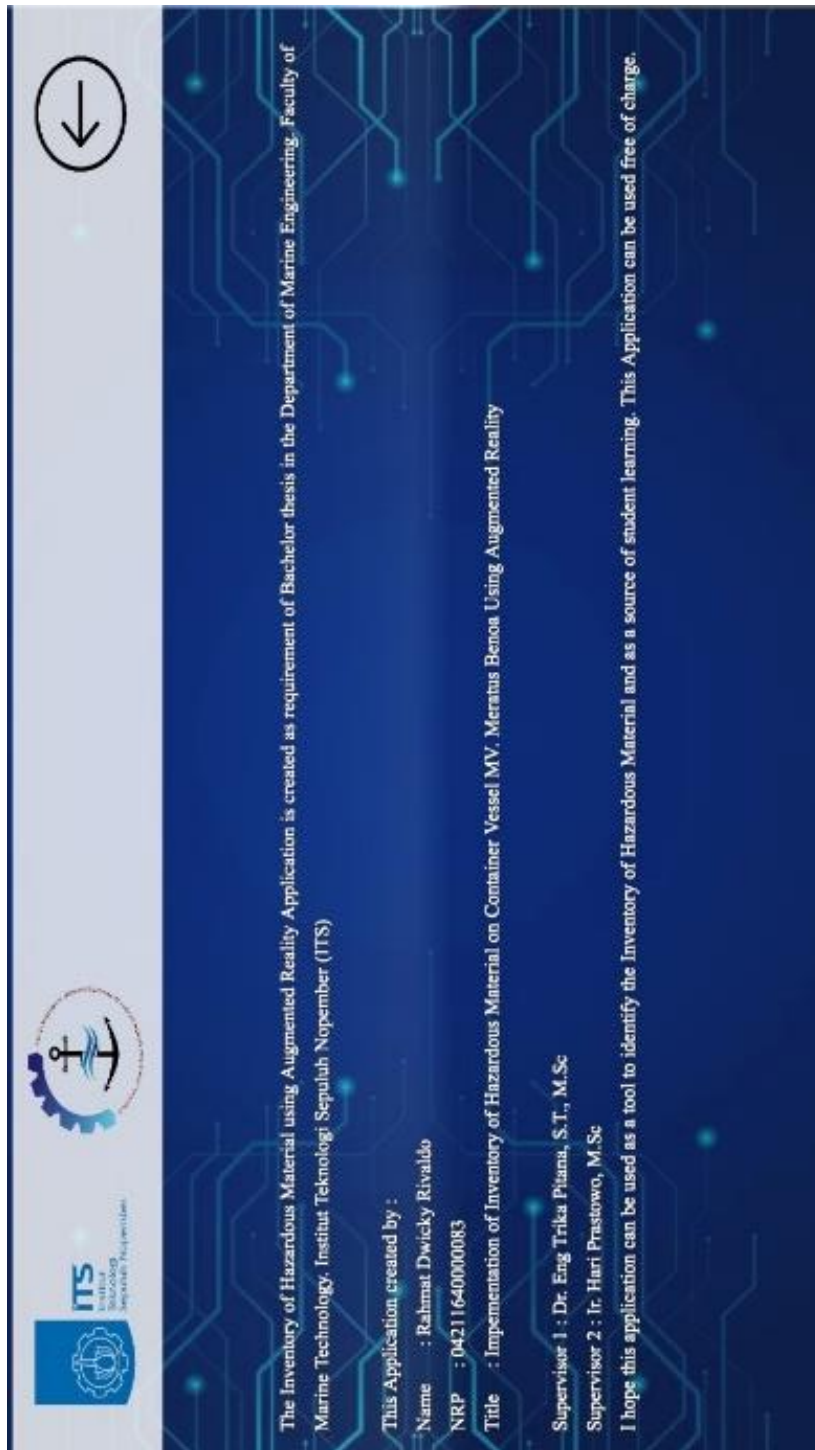 ITS
Institut
Teknologi
Sepuluh Nopember
The Inventory of Hazardous Material using Augmented Reality Application is created as requirement of Bachelor thesis in the Department of Marine Engineering, Faculty of
Marine Technology, Institut Teknologi Sepuluh Nopember (ITS)
This Application created by :
Name : Rahmat Dwicky Rivaldo
NRP : 04211640000083
Title : Impementation of Inventory of Hazardous Material on Container Vessel MV. Meratus Benoa Using Augmented Reality
Supervisor 1 : Dr. Eng Trika Pitana, S.T., M.Sc
Supervisor 2 : Ir. Hari Prastowo, M.Sc
I hope this application can be used as a tool to identify the Inventory of Hazardous Material and as a source of student learning. This Application can be used free of charge.